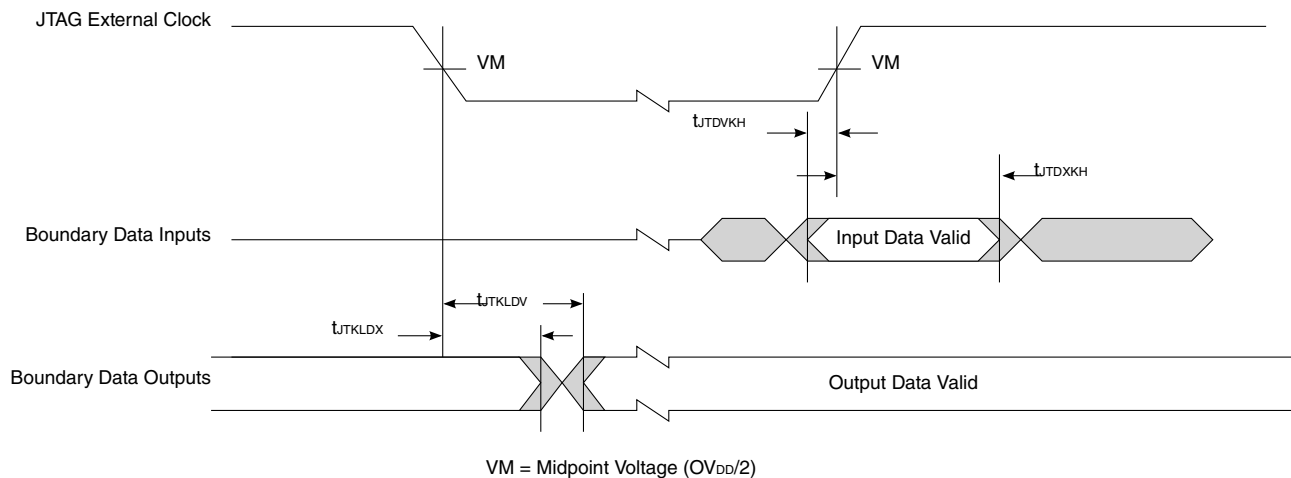 JTAG External Clock
VM
VM
tJTDVKH
tJTDXKH
Boundary Data Inputs
Input Data Valid
tJTKLDV
tJTKLDX
Boundary Data Outputs
Output Data Valid
VM = Midpoint Voltage (OVDD/2)